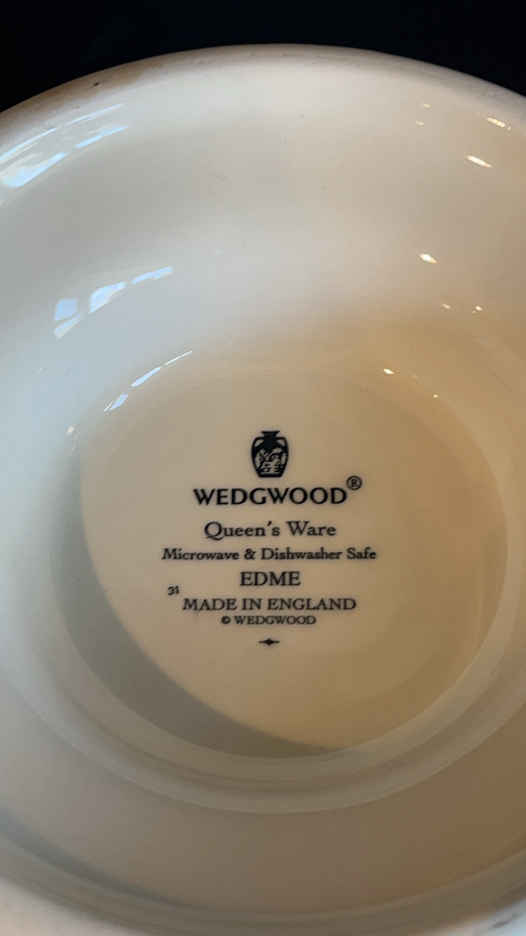 WEDGWOOD®
Queen's Ware
Microwave & Dishwasher Safe
EDME
31
MADE IN ENGLAND
© WEDGWOOD